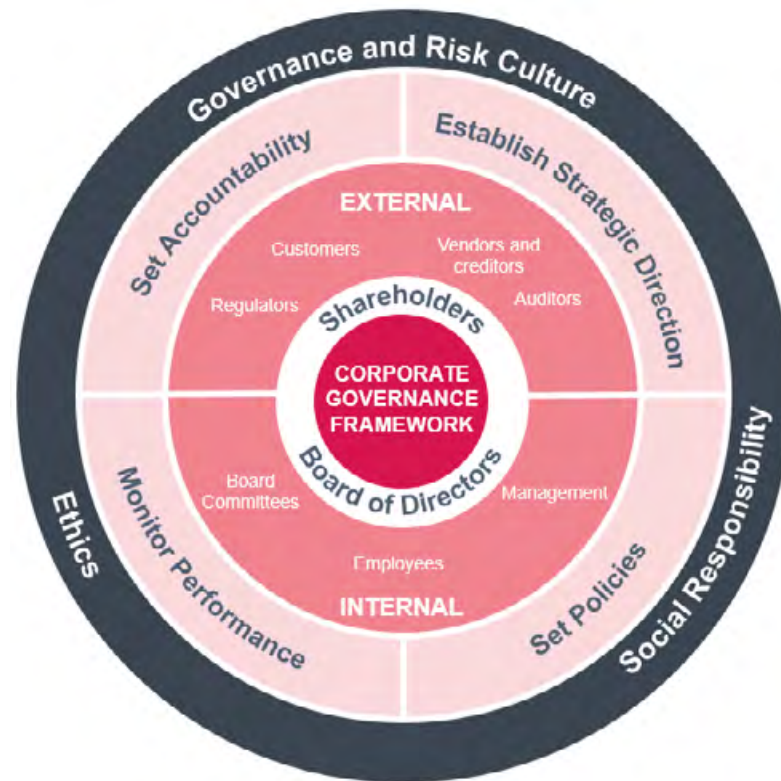 Governance and Risk Culture
Set Accountability
Establish Strategic Direction
EXTERNAL
Customers
Vendors and
creditors
Regulators
Auditors
Shareholders
CORPORATE
GOVERNANCE
FRAMEWORK
Board of Directors
Board
Committees
Management
Employees
INTERNAL
Monitor Performance
Set Policies
Ethics
Social Responsibility